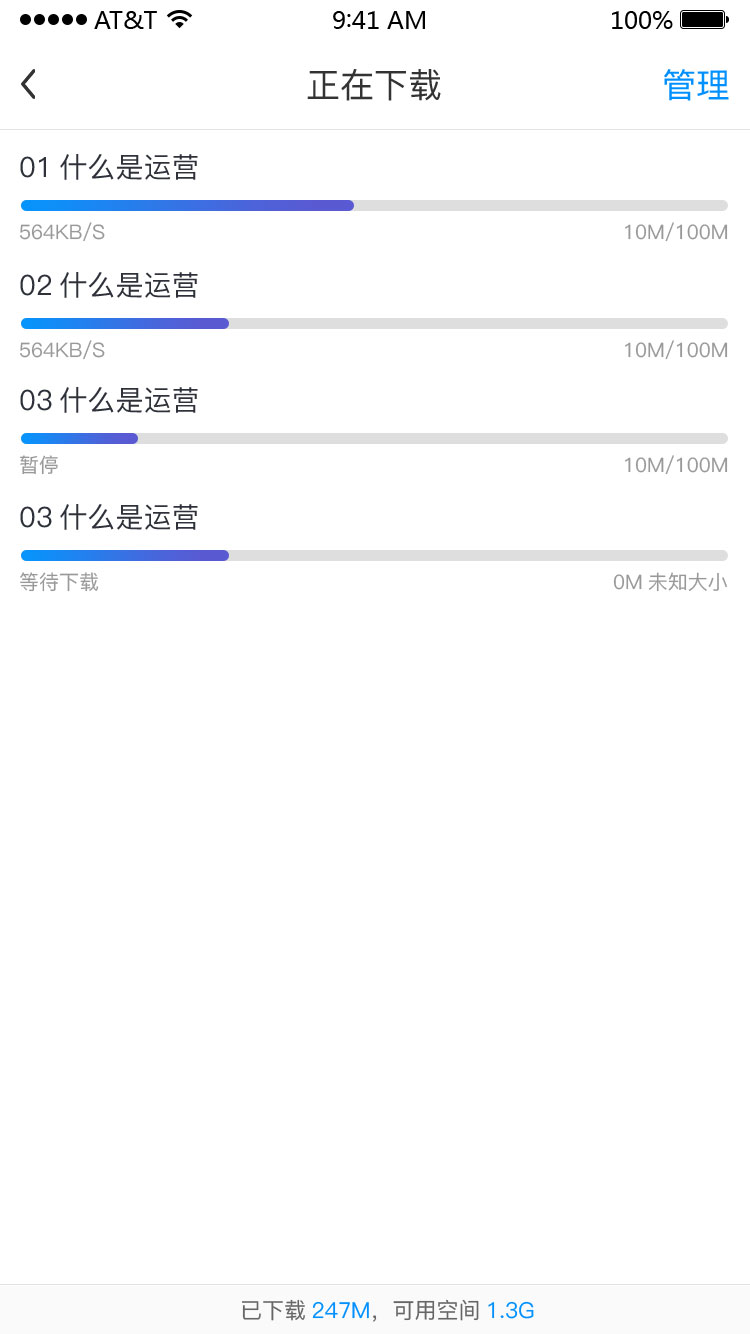 AT&T 9:41 AM 100%
正在下载 管理
01 什么是运营
564KB/S 10M/100M
02 什么是运营
564KB/S 10M/100M
03 什么是运营
暂停 10M/100M
03 什么是运营
等待下载 0M 未知大小
已下载 247M，可用空间 1.3G